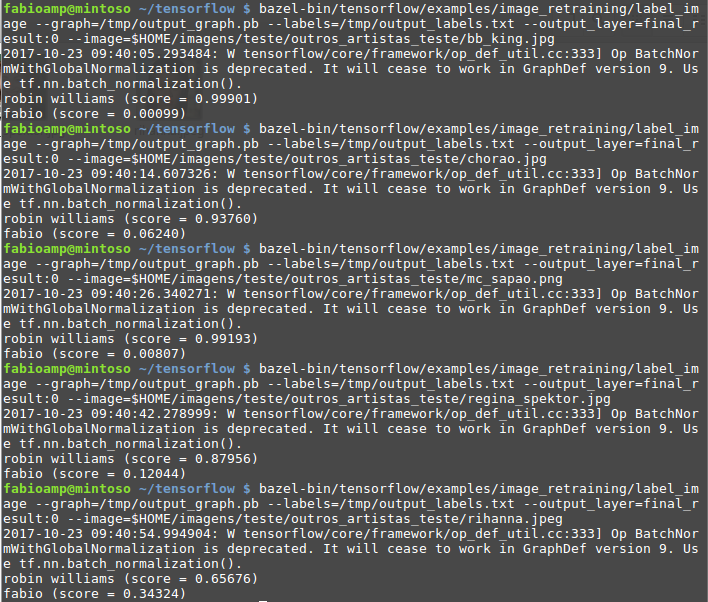 fabioamp@mintoso ~/tensorflow $ bazel-bin/tensorflow/examples/image_retraining/label_im
age --graph=/tmp/output_graph.pb --labels=/tmp/output_labels.txt --output_layer=final_r
esult:0 --image=$HOME/imagens/teste/outros_artistas_teste/bb_king.jpg
2017-10-23 09:40:05.293484: W tensorflow/core/framework/op_def_util.cc:333] Op BatchNor
mWithGlobalNormalization is deprecated. It will cease to work in GraphDef version 9. Us
e tf.nn.batch_normalization().
robin williams (score = 0.99901)
fabio (score = 0.00099)
fabioamp@mintoso ~/tensorflow $ bazel-bin/tensorflow/examples/image_retraining/label_im
age --graph=/tmp/output_graph.pb --labels=/tmp/output_labels.txt --output_layer=final_r
esult:0 --image=$HOME/imagens/teste/outros_artistas_teste/chorao.jpg
2017-10-23 09:40:14.607326: W tensorflow/core/framework/op_def_util.cc:333] Op BatchNor
mWithGlobalNormalization is deprecated. It will cease to work in GraphDef version 9. Us
e tf.nn.batch_normalization().
robin williams (score = 0.93760)
fabio (score = 0.06240)
fabioamp@mintoso ~/tensorflow $ bazel-bin/tensorflow/examples/image_retraining/label_im
age --graph=/tmp/output_graph.pb --labels=/tmp/output_labels.txt --output_layer=final_r
esult:0 --image=$HOME/imagens/teste/outros_artistas_teste/mc_sapao.png
2017-10-23 09:40:26.340271: W tensorflow/core/framework/op_def_util.cc:333] Op BatchNor
mWithGlobalNormalization is deprecated. It will cease to work in GraphDef version 9. Us
e tf.nn.batch_normalization().
robin williams (score = 0.99193)
fabio (score = 0.00807)
fabioamp@mintoso ~/tensorflow $ bazel-bin/tensorflow/examples/image_retraining/label_im
age --graph=/tmp/output_graph.pb --labels=/tmp/output_labels.txt --output_layer=final_r
esult:0 --image=$HOME/imagens/teste/outros_artistas_teste/regina_spektor.jpg
2017-10-23 09:40:42.278999: W tensorflow/core/framework/op_def_util.cc:333] Op BatchNor
mWithGlobalNormalization is deprecated. It will cease to work in GraphDef version 9. Us
e tf.nn.batch_normalization().
robin williams (score = 0.87956)
fabio (score = 0.12044)
fabioamp@mintoso ~/tensorflow $ bazel-bin/tensorflow/examples/image_retraining/label_im
age --graph=/tmp/output_graph.pb --labels=/tmp/output_labels.txt --output_layer=final_r
esult:0 --image=$HOME/imagens/teste/outros_artistas_teste/rihanna.jpeg
2017-10-23 09:40:54.994904: W tensorflow/core/framework/op_def_util.cc:333] Op BatchNor
mWithGlobalNormalization is deprecated. It will cease to work in GraphDef version 9. Us
e tf.nn.batch_normalization().
robin williams (score = 0.65676)
fabio (score = 0.34324)